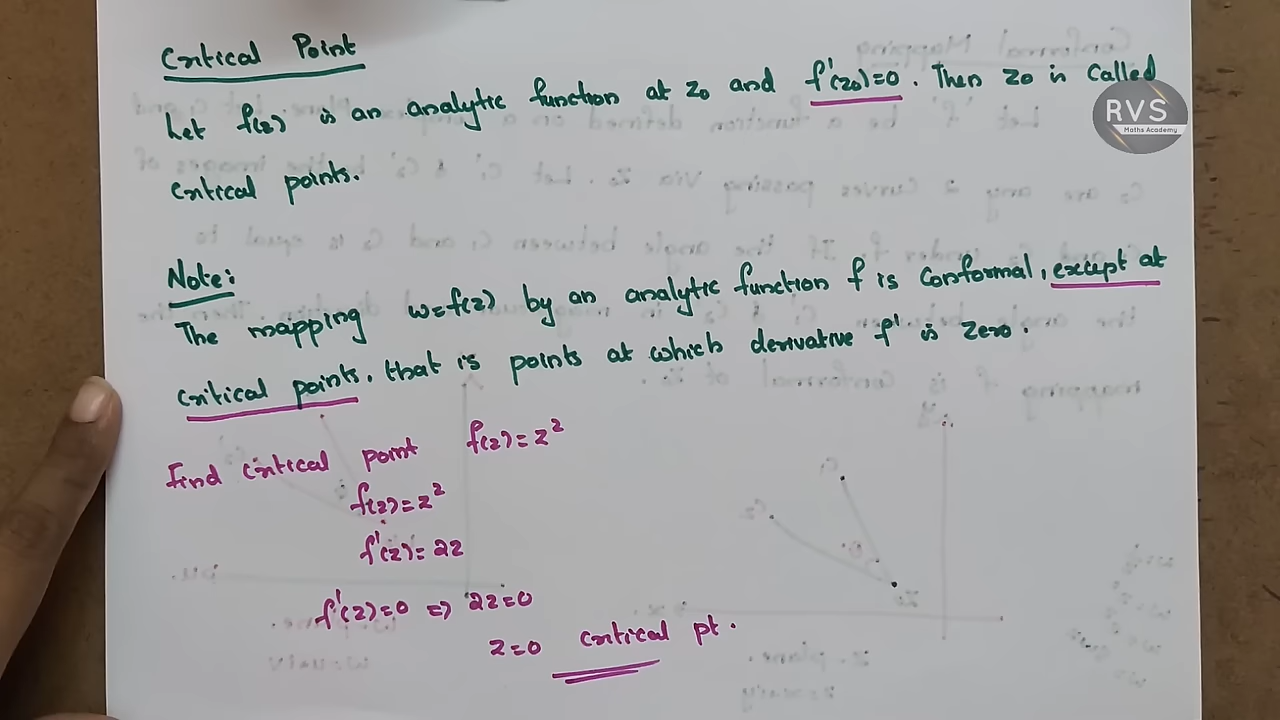 Critical Point
Let f(z) is an analytic function at z0 and f'(z0)=0. Then z0 is called
critical points.
RVS
Maths Academy
Note:
The mapping w=f(z) by an analytic function f is conformal, except at
critical points, that is points at which derivative f' is zero.
Find critical point f(z)=z²
f(z)=z²
f'(z)=2z
f'(z)=0 => 2z=0
z=0 critical pt.